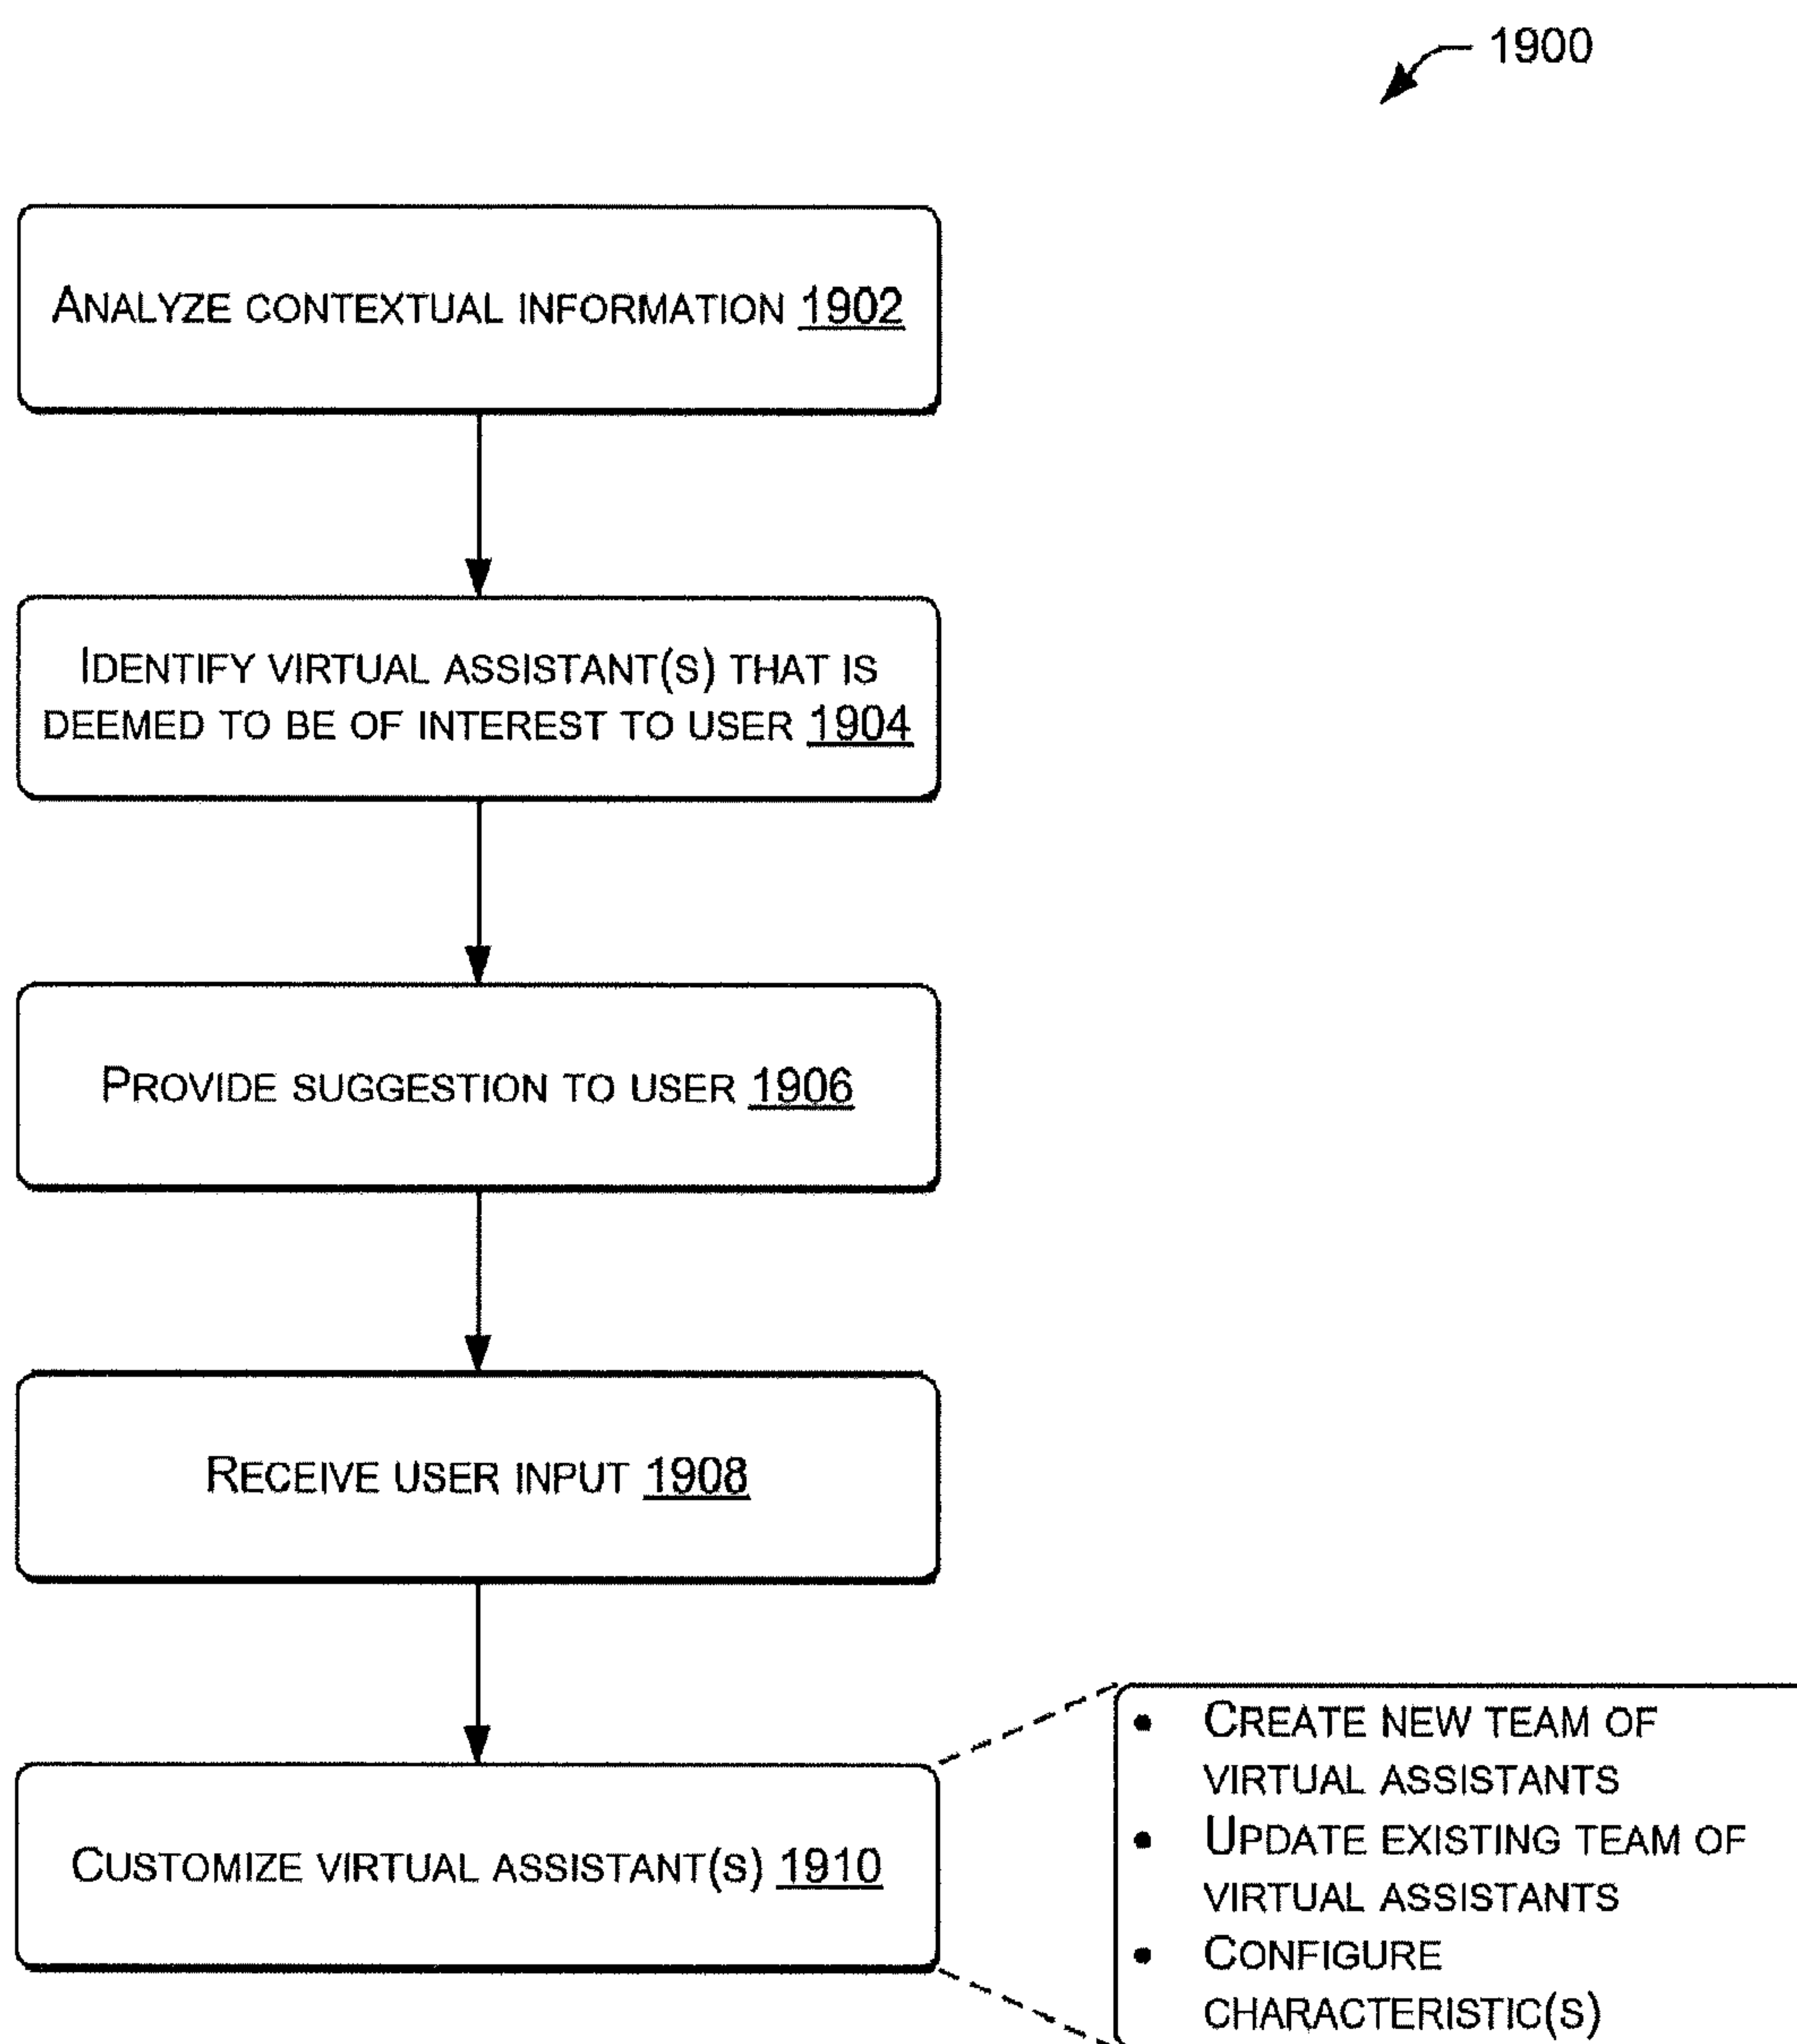 1900
ANALYZE CONTEXTUAL INFORMATION 1902
IDENTIFY VIRTUAL ASSISTANT(S) THAT IS
DEEMED TO BE OF INTEREST TO USER 1904
PROVIDE SUGGESTION TO USER 1906
RECEIVE USER INPUT 1908
CUSTOMIZE VIRTUAL ASSISTANT(S) 1910
• CREATE NEW TEAM OF
VIRTUAL ASSISTANTS
• UPDATE EXISTING TEAM OF
VIRTUAL ASSISTANTS
• CONFIGURE
CHARACTERISTIC(S)